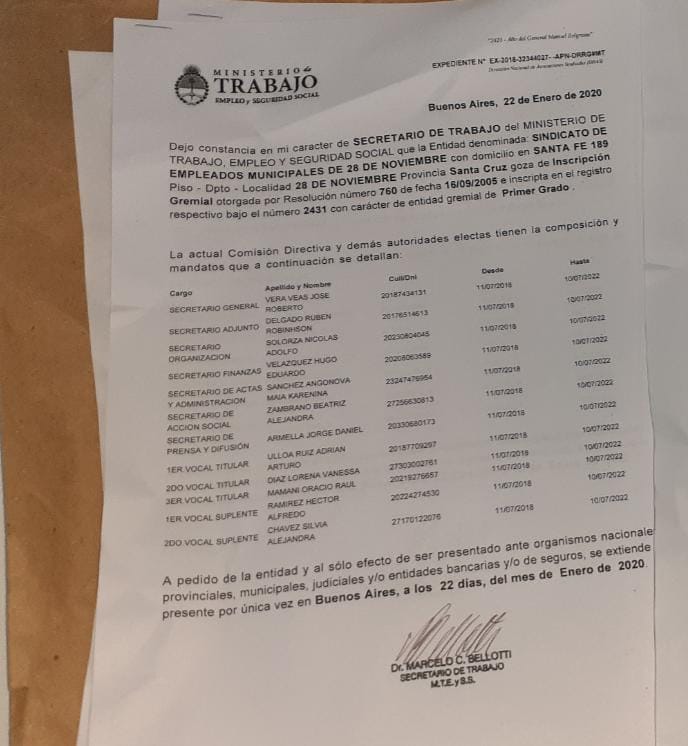 "2020 - Año del General Manuel Belgrano"
MINISTERIO DE
TRABAJO
EMPLEO y SEGURIDAD SOCIAL
EXPEDIENTE N° EX-2018-32344027- -APN-DRRG#MT
Dirección Nacional de Asociaciones Sindicales
Buenos Aires, 22 de Enero de 2020
Dejo constancia en mi caracter de SECRETARIO DE TRABAJO del MINISTERIO DE
TRABAJO, EMPLEO Y SEGURIDAD SOCIAL que la Entidad denominada: SINDICATO DE
EMPLEADOS MUNICIPALES DE 28 DE NOVIEMBRE con domicilio en SANTA FE 189
Piso - Dpto - Localidad 28 DE NOVIEMBRE Provincia Santa Cruz goza de Inscripción
Gremial otorgada por Resolución número 760 de fecha 16/09/2005 e inscripta en el registro
respectivo bajo el número 2431 con carácter de entidad gremial de Primer Grado .
La actual Comisión Directiva y demás autoridades electas tienen la composición y
mandatos que a continuación se detallan:
Cargo Apellido y Nombre Cuil/Dni Desde Hasta
SECRETARIO GENERAL VERA VEAS JOSE ROBERTO 20187434131 11/07/2018 10/07/2022
SECRETARIO ADJUNTO DELGADO RUBEN ROBINHSON 20176514613 11/07/2018 10/07/2022
SECRETARIO ORGANIZACION SOLORZA NICOLAS ADOLFO 20230804045 11/07/2018 10/07/2022
SECRETARIO FINANZAS VELAZQUEZ HUGO EDUARDO 20206063589 11/07/2018 10/07/2022
SECRETARIO DE ACTAS Y ADMINISTRACION SANCHEZ ANGONOVA MAIA KARENINA 23247476954 11/07/2018 10/07/2022
SECRETARIO DE ACCION SOCIAL ZAMBRANO BEATRIZ ALEJANDRA 27256630813 11/07/2018 10/07/2022
SECRETARIO DE PRENSA Y DIFUSIÓN ARMELLA JORGE DANIEL 20330680173 11/07/2018 10/07/2022
1ER VOCAL TITULAR ULLOA RUIZ ADRIAN ARTURO 20187709297 11/07/2018 10/07/2022
2DO VOCAL TITULAR DIAZ LORENA VANESSA 27303002761 11/07/2018 10/07/2022
3ER VOCAL TITULAR MAMANI ORACIO RAUL 20219276657 11/07/2018 10/07/2022
1ER VOCAL SUPLENTE RAMIREZ HECTOR ALFREDO 20224274530 11/07/2018 10/07/2022
2DO VOCAL SUPLENTE CHAVEZ SILVIA ALEJANDRA 27170122076 11/07/2018 10/07/2022
A pedido de la entidad y al sólo efecto de ser presentado ante organismos nacionale
provinciales, municipales, judiciales y/o entidades bancarias y/o de seguros, se extiende
presente por única vez en Buenos Aires, a los 22 días, del mes de Enero de 2020.
Dr. MARCELO C. BELLOTTI
SECRETARIO DE TRABAJO
M.T.E. y S.S.